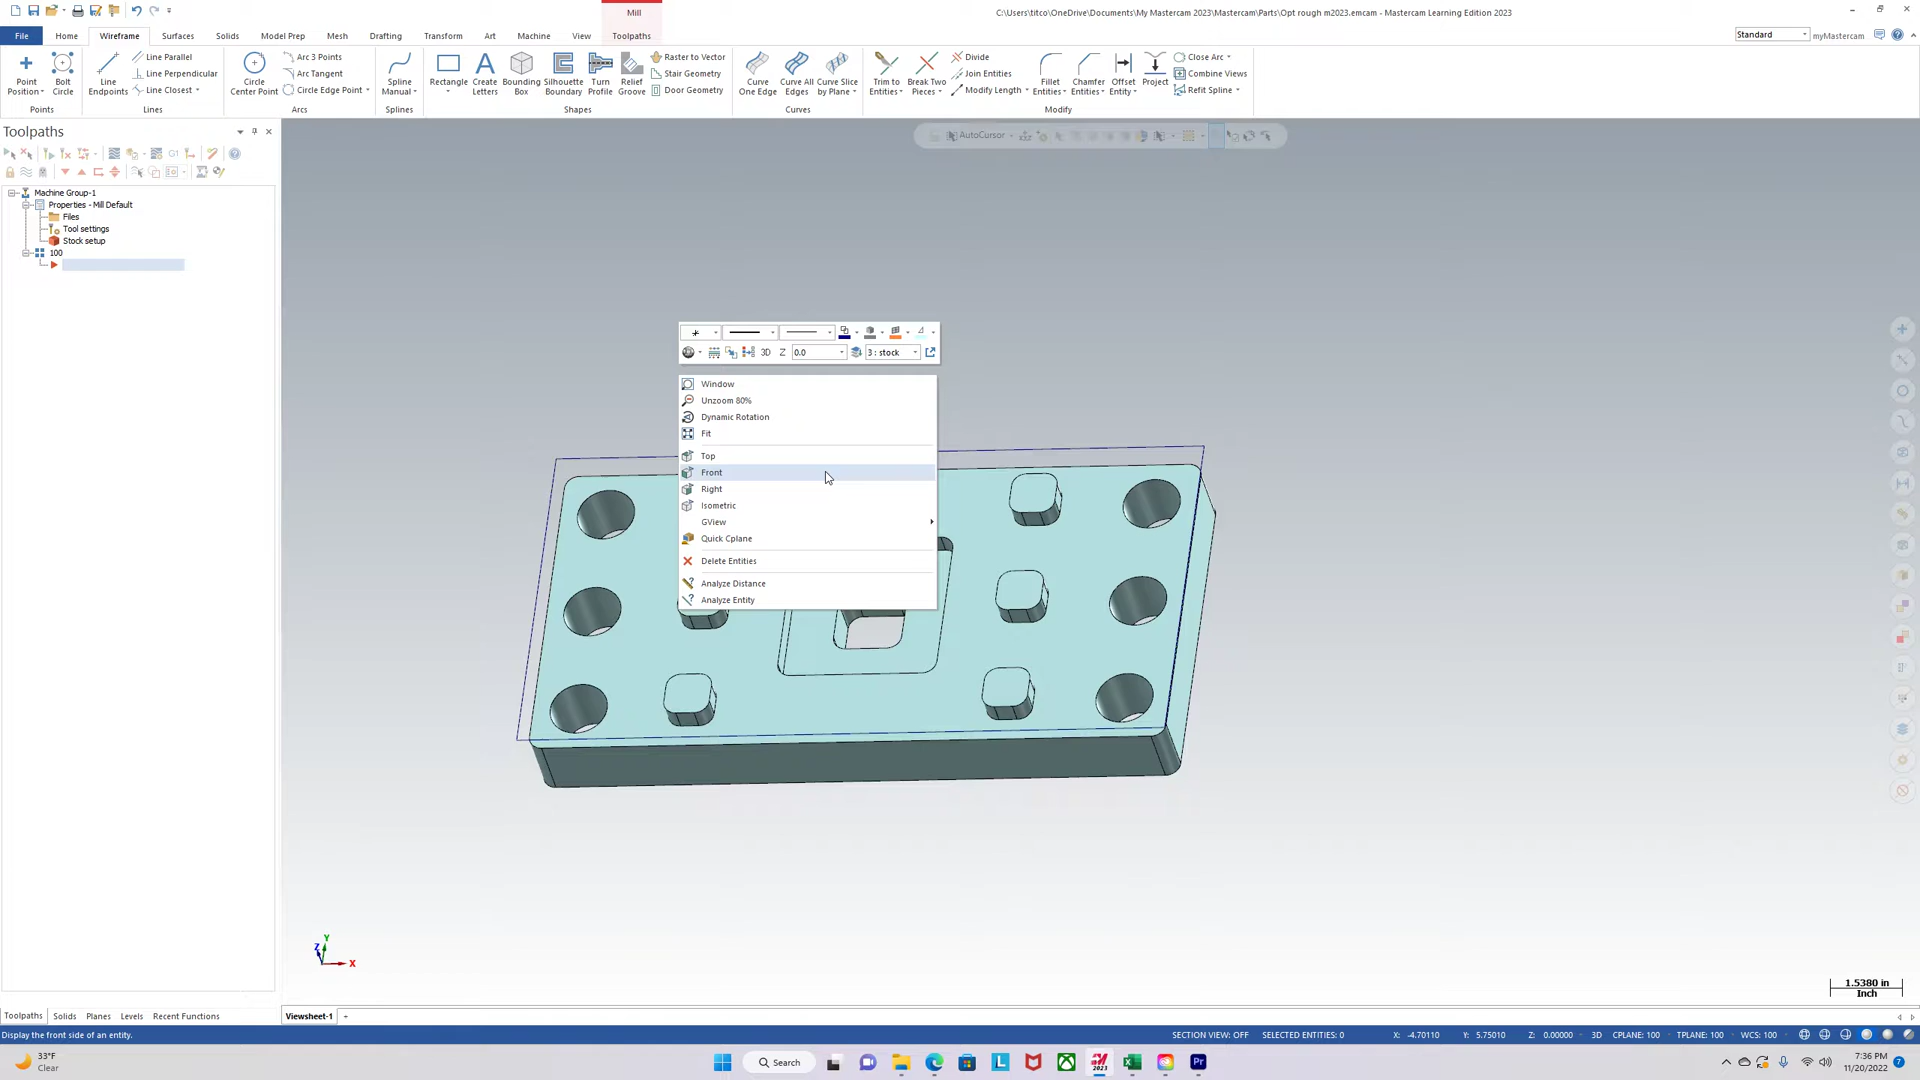 Mill
C:\Users\titco\OneDrive\Documents\My Mastercam 2023\Mastercam\Parts\Opt rough m2023.emcam - Mastercam Learning Edition 2023
File Home Wireframe Surfaces Solids Model Prep Mesh Drafting Transform Art Machine View Toolpaths
Standard myMastercam
Point Position
Bolt Circle
Points
Line Endpoints
Line Parallel
Line Perpendicular
Line Closest
Lines
Circle Center Point
Arc 3 Points
Arc Tangent
Circle Edge Point
Arcs
Spline Manual
Splines
Rectangle
Create Letters
Bounding Box
Silhouette Boundary
Turn Profile
Relief Groove
Raster to Vector
Stair Geometry
Door Geometry
Shapes
Curve One Edge
Curve All Edges
Curve Slice by Plane
Curves
Trim to Entities
Break Two Pieces
Divide
Join Entities
Modify Length
Fillet Entities
Chamfer Entities
Offset Entity
Project
Close Arc
Combine Views
Refit Spline
Modify
Toolpaths
G1
AutoCursor
Machine Group-1
Properties - Mill Default
Files
Tool settings
Stock setup
100
3D Z 0.0 3 : stock
Window
Unzoom 80%
Dynamic Rotation
Fit
Top
Front
Right
Isometric
GView
Quick Cplane
Delete Entities
Analyze Distance
Analyze Entity
Y
Z
X
1.5380 in
Inch
Toolpaths Solids Planes Levels Recent Functions
Viewsheet-1 +
Display the front side of an entity.
SECTION VIEW: OFF SELECTED ENTITIES: 0 X: -4.70110 Y: 5.75010 Z: 0.00000 3D CPLANE: 100 TPLANE: 100 WCS: 100
33°F
Clear
Search
L
2023
Pr
7:36 PM
11/20/2022
7